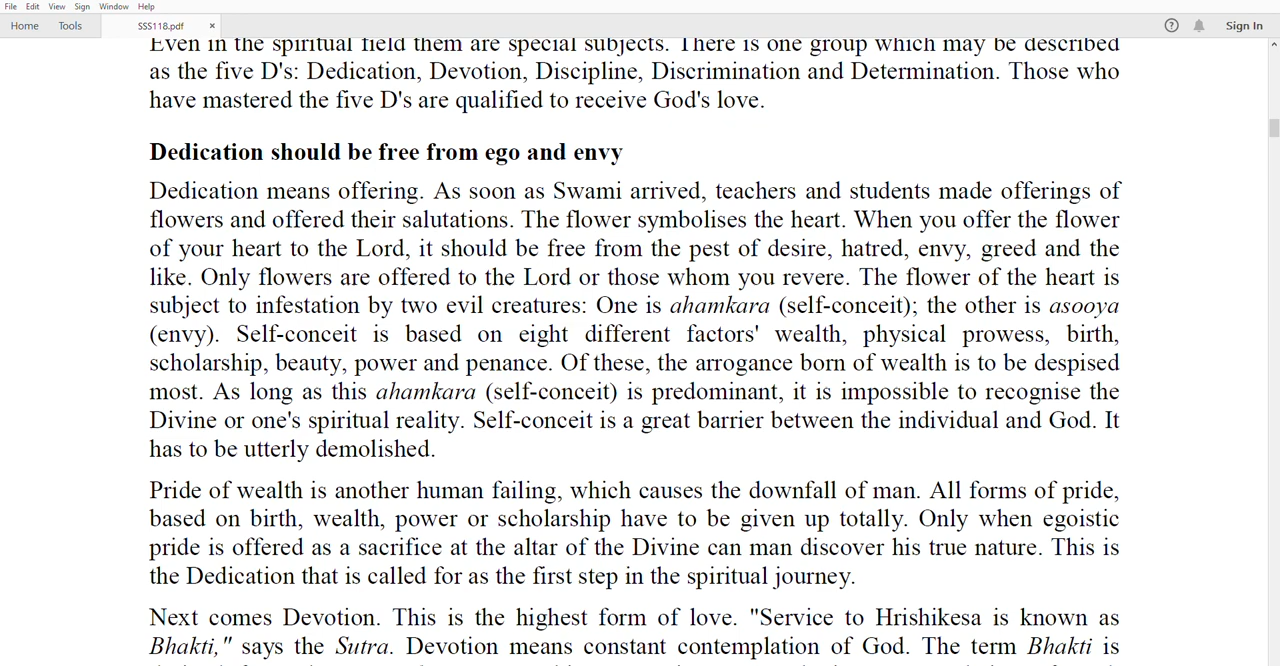 File Edit View Sign Window Help
Home Tools SSS118.pdf × ? Sign In
Even in the spiritual field them are special subjects. There is one group which may be described
as the five D's: Dedication, Devotion, Discipline, Discrimination and Determination. Those who
have mastered the five D's are qualified to receive God's love.
Dedication should be free from ego and envy
Dedication means offering. As soon as Swami arrived, teachers and students made offerings of
flowers and offered their salutations. The flower symbolises the heart. When you offer the flower
of your heart to the Lord, it should be free from the pest of desire, hatred, envy, greed and the
like. Only flowers are offered to the Lord or those whom you revere. The flower of the heart is
subject to infestation by two evil creatures: One is ahamkara (self-conceit); the other is asooya
(envy). Self-conceit is based on eight different factors' wealth, physical prowess, birth,
scholarship, beauty, power and penance. Of these, the arrogance born of wealth is to be despised
most. As long as this ahamkara (self-conceit) is predominant, it is impossible to recognise the
Divine or one's spiritual reality. Self-conceit is a great barrier between the individual and God. It
has to be utterly demolished.
Pride of wealth is another human failing, which causes the downfall of man. All forms of pride,
based on birth, wealth, power or scholarship have to be given up totally. Only when egoistic
pride is offered as a sacrifice at the altar of the Divine can man discover his true nature. This is
the Dedication that is called for as the first step in the spiritual journey.
Next comes Devotion. This is the highest form of love. "Service to Hrishikesa is known as
Bhakti," says the Sutra. Devotion means constant contemplation of God. The term Bhakti is